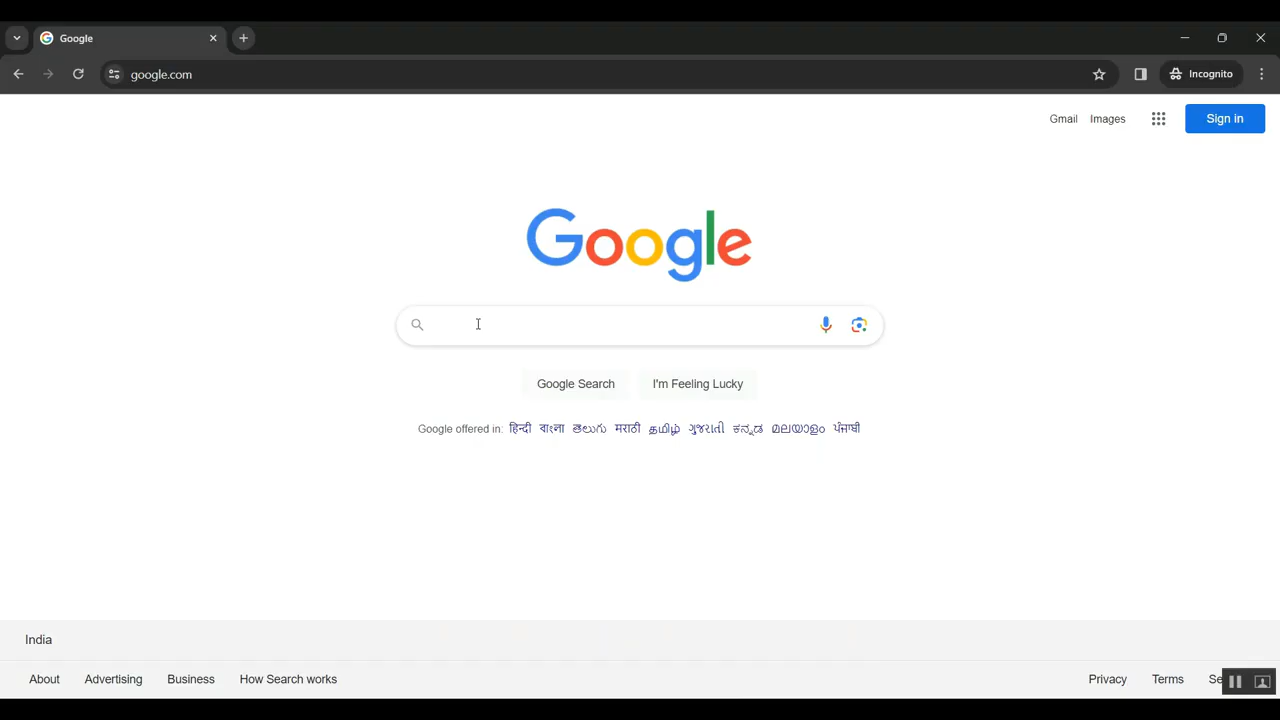 Google
google.com
Incognito
Gmail Images Sign in
Google
Google Search I'm Feeling Lucky
Google offered in: हिन्दी বাংলা తెలుగు मराठी தமிழ் ગુજરાતી ಕನ್ನಡ മലയാളം ਪੰਜਾਬੀ
India
About Advertising Business How Search works Privacy Terms